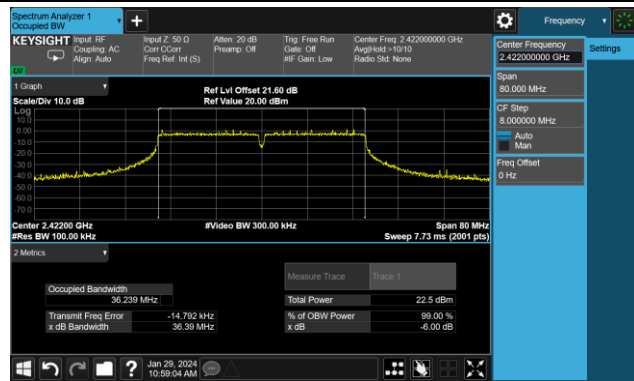 Spectrum Analyzer 1
Occupied BW
Frequency
KEYSIGHT
Input: RF
Coupling: AC
Align: Auto
Input Z: 50 Ω
Corr CCorr
Freq Ref: Int (S)
Atten: 20 dB
Preamp: Off
Trig: Free Run
Gate: Off
#IF Gain: Low
Center Freq: 2.422000000 GHz
Avg|Hold:>10/10
Radio Std: None
LM
Center Frequency
2.422000000 GHz
Settings
Span
80.000 MHz
CF Step
8.000000 MHz
Auto
Man
Freq Offset
0 Hz
1 Graph
Scale/Div 10.0 dB
Ref Lvl Offset 21.60 dB
Ref Value 20.00 dBm
Log
10.0
0.00
-10.0
-20.0
-30.0
-40.0
-50.0
-60.0
-70.0
Center 2.42200 GHz
#Res BW 100.00 kHz
#Video BW 300.00 kHz
Span 80 MHz
Sweep 7.73 ms (2001 pts)
2 Metrics
Measure Trace
Trace 1
Occupied Bandwidth
36.239 MHz
Total Power
22.5 dBm
Transmit Freq Error
-14.792 kHz
% of OBW Power
99.00 %
x dB Bandwidth
36.39 MHz
x dB
-6.00 dB
?
Jan 29, 2024
10:59:04 AM